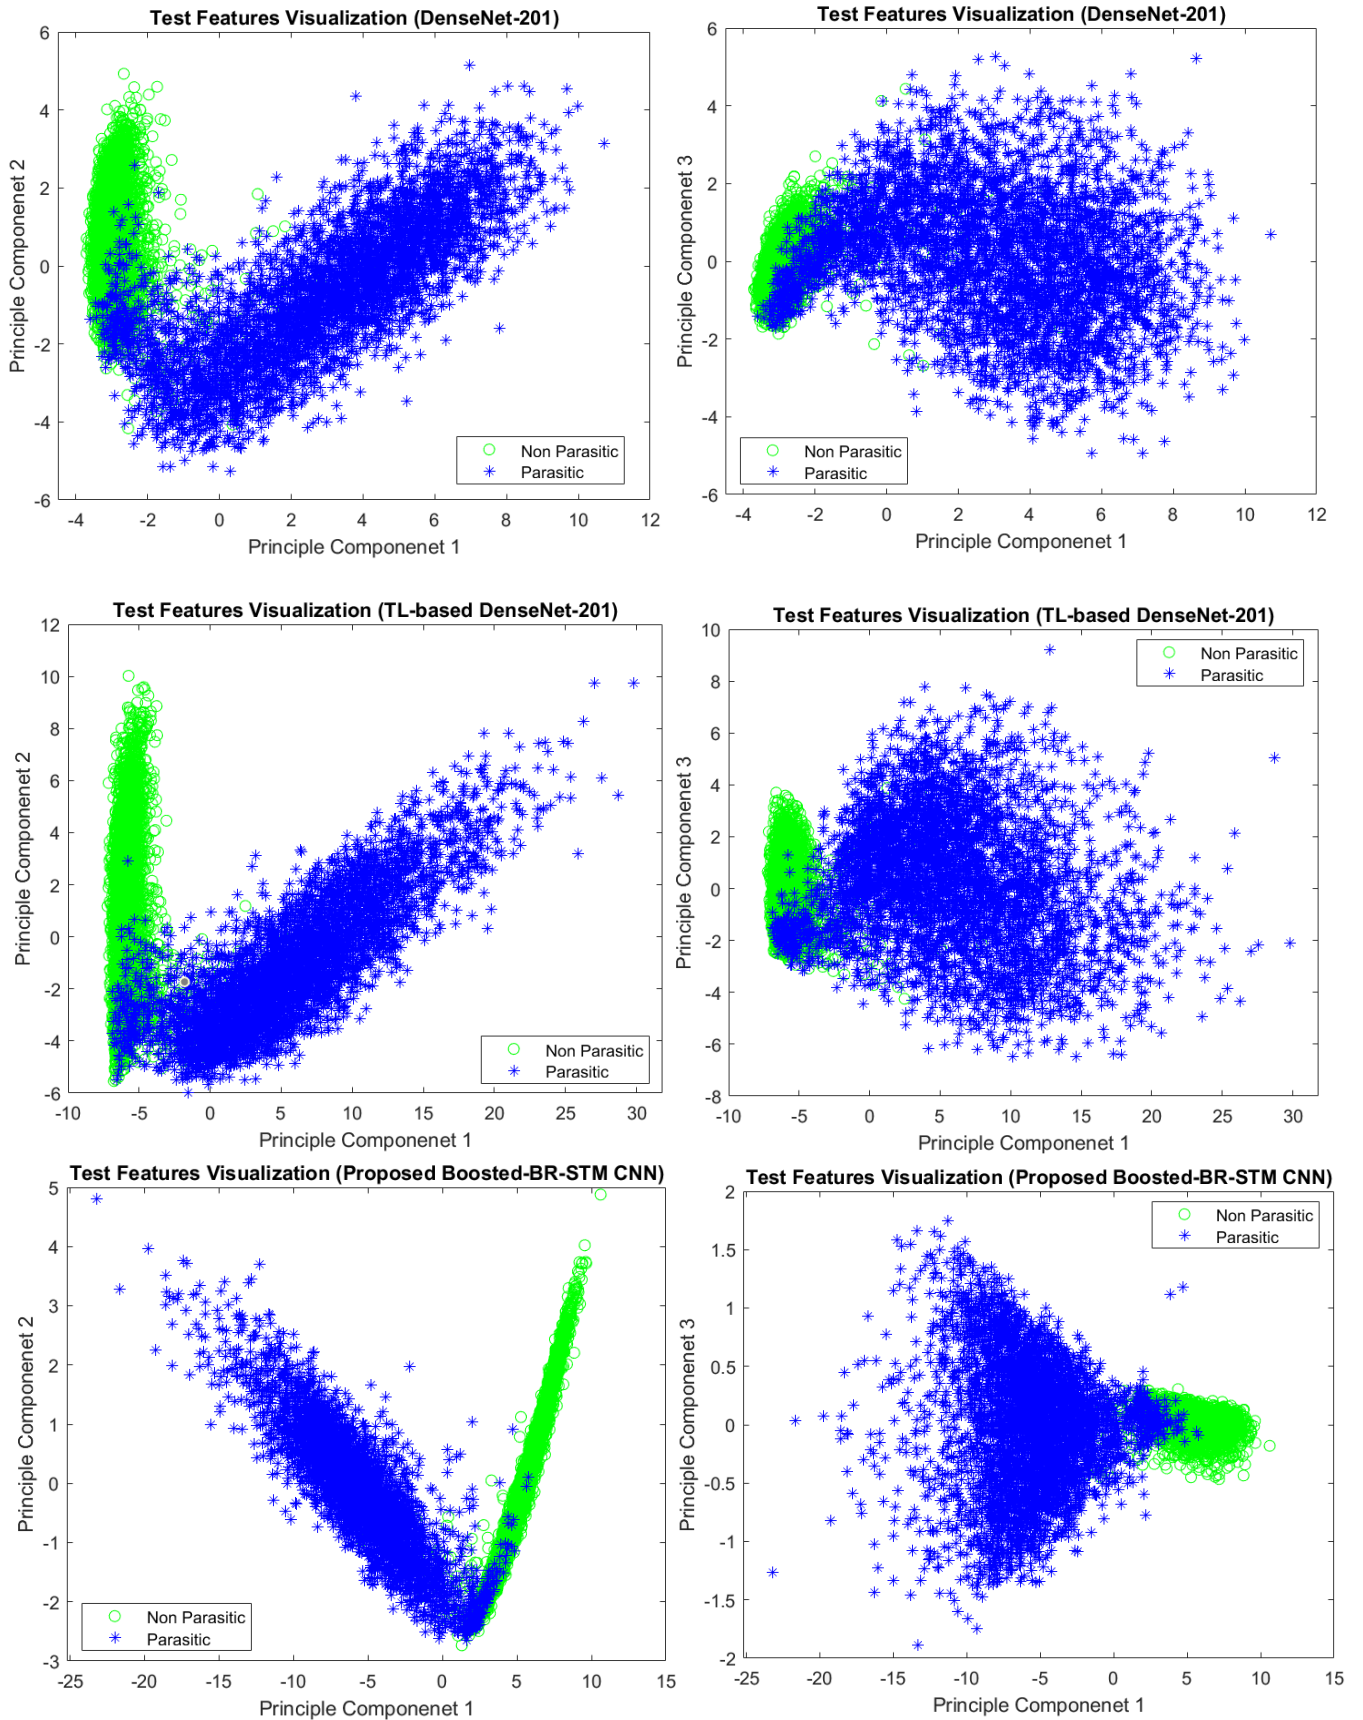 Test Features Visualization (DenseNet-201)
6
4
2
0
-2
-4
-6
Principle Componenet 2
Non Parasitic
Parasitic
-4 -2 0 2 4 6 8 10 12
Principle Componenet 1
Test Features Visualization (DenseNet-201)
6
4
2
0
-2
-4
-6
Principle Componenet 3
Non Parasitic
Parasitic
-4 -2 0 2 4 6 8 10 12
Principle Componenet 1
Test Features Visualization (TL-based DenseNet-201)
12
10
8
6
4
2
0
-2
-4
-6
Principle Componenet 2
Non Parasitic
Parasitic
-10 -5 0 5 10 15 20 25 30
Principle Componenet 1
Test Features Visualization (TL-based DenseNet-201)
10
8
6
4
2
0
-2
-4
-6
-8
Principle Componenet 3
Non Parasitic
Parasitic
-10 -5 0 5 10 15 20 25 30
Principle Componenet 1
Test Features Visualization (Proposed Boosted-BR-STM CNN)
5
4
3
2
1
0
-1
-2
-3
Principle Componenet 2
Non Parasitic
Parasitic
-25 -20 -15 -10 -5 0 5 10 15
Principle Componenet 1
Test Features Visualization (Proposed Boosted-BR-STM CNN)
2
1.5
1
0.5
0
-0.5
-1
-1.5
-2
Principle Componenet 3
Non Parasitic
Parasitic
-25 -20 -15 -10 -5 0 5 10 15
Principle Componenet 1